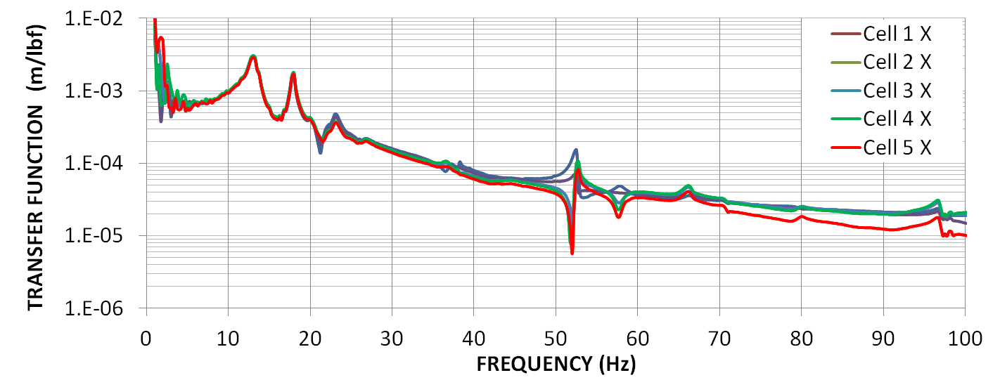 TRANSFER FUNCTION (m/lbf)
1.E-02
1.E-03
1.E-04
1.E-05
1.E-06
0 10 20 30 40 50 60 70 80 90 100
FREQUENCY (Hz)
Cell 1 X
Cell 2 X
Cell 3 X
Cell 4 X
Cell 5 X